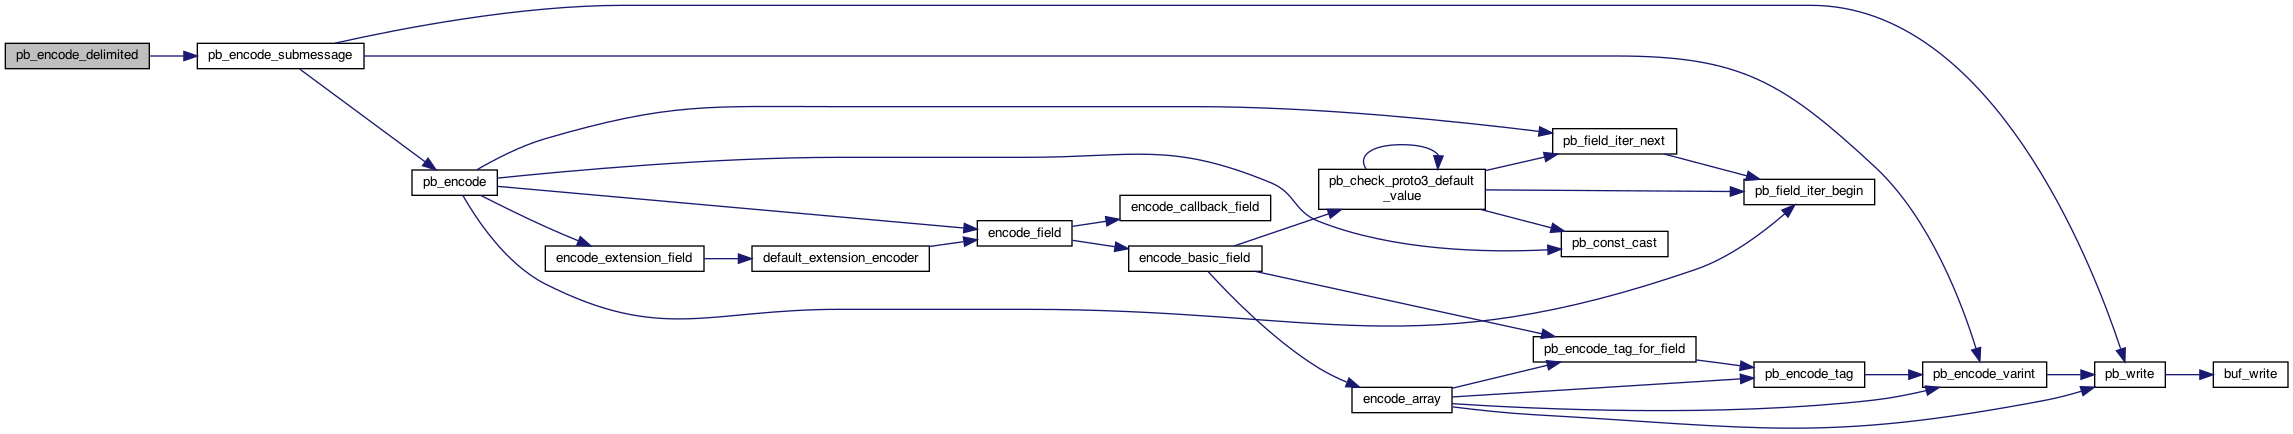 pb_encode_delimited
pb_encode_submessage
pb_encode
encode_extension_field
default_extension_encoder
encode_field
encode_callback_field
encode_basic_field
pb_check_proto3_default
_value
pb_field_iter_next
pb_const_cast
pb_field_iter_begin
pb_encode_tag_for_field
encode_array
pb_encode_tag
pb_encode_varint
pb_write
buf_write